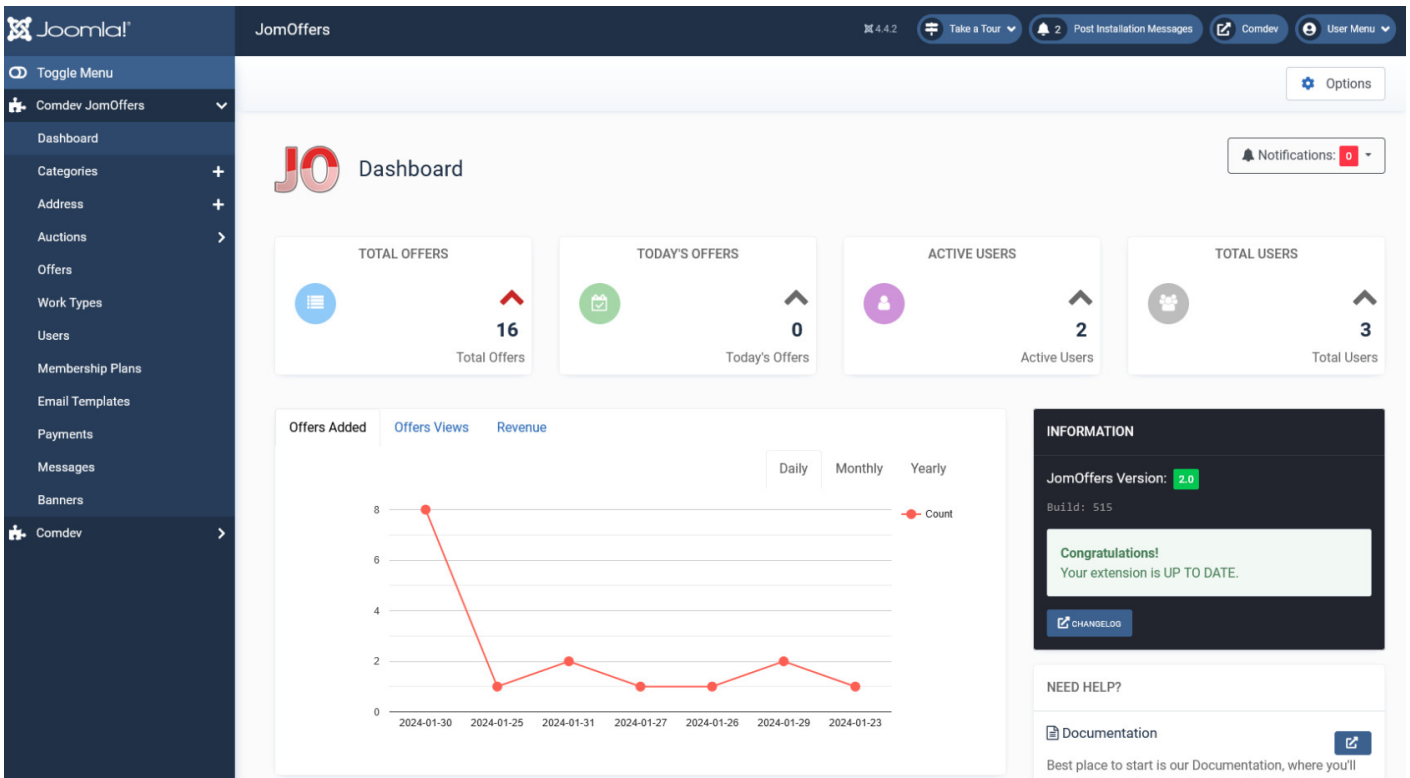 Joomla!®
JomOffers
4.4.2
Take a Tour
2 Post Installation Messages
Comdev
User Menu
Toggle Menu
Comdev JomOffers
Dashboard
Categories
Address
Auctions
Offers
Work Types
Users
Membership Plans
Email Templates
Payments
Messages
Banners
Comdev
Options
JO
Dashboard
Notifications: 0
TOTAL OFFERS
16
Total Offers
TODAY'S OFFERS
0
Today's Offers
ACTIVE USERS
2
Active Users
TOTAL USERS
3
Total Users
Offers Added Offers Views Revenue
Daily Monthly Yearly
8
6
4
2
0
2024-01-30 2024-01-25 2024-01-31 2024-01-27 2024-01-26 2024-01-29 2024-01-23
Count
INFORMATION
JomOffers Version: 2.0
Build: 515
Congratulations!
Your extension is UP TO DATE.
CHANGELOG
NEED HELP?
Documentation
Best place to start is our Documentation, where you'll